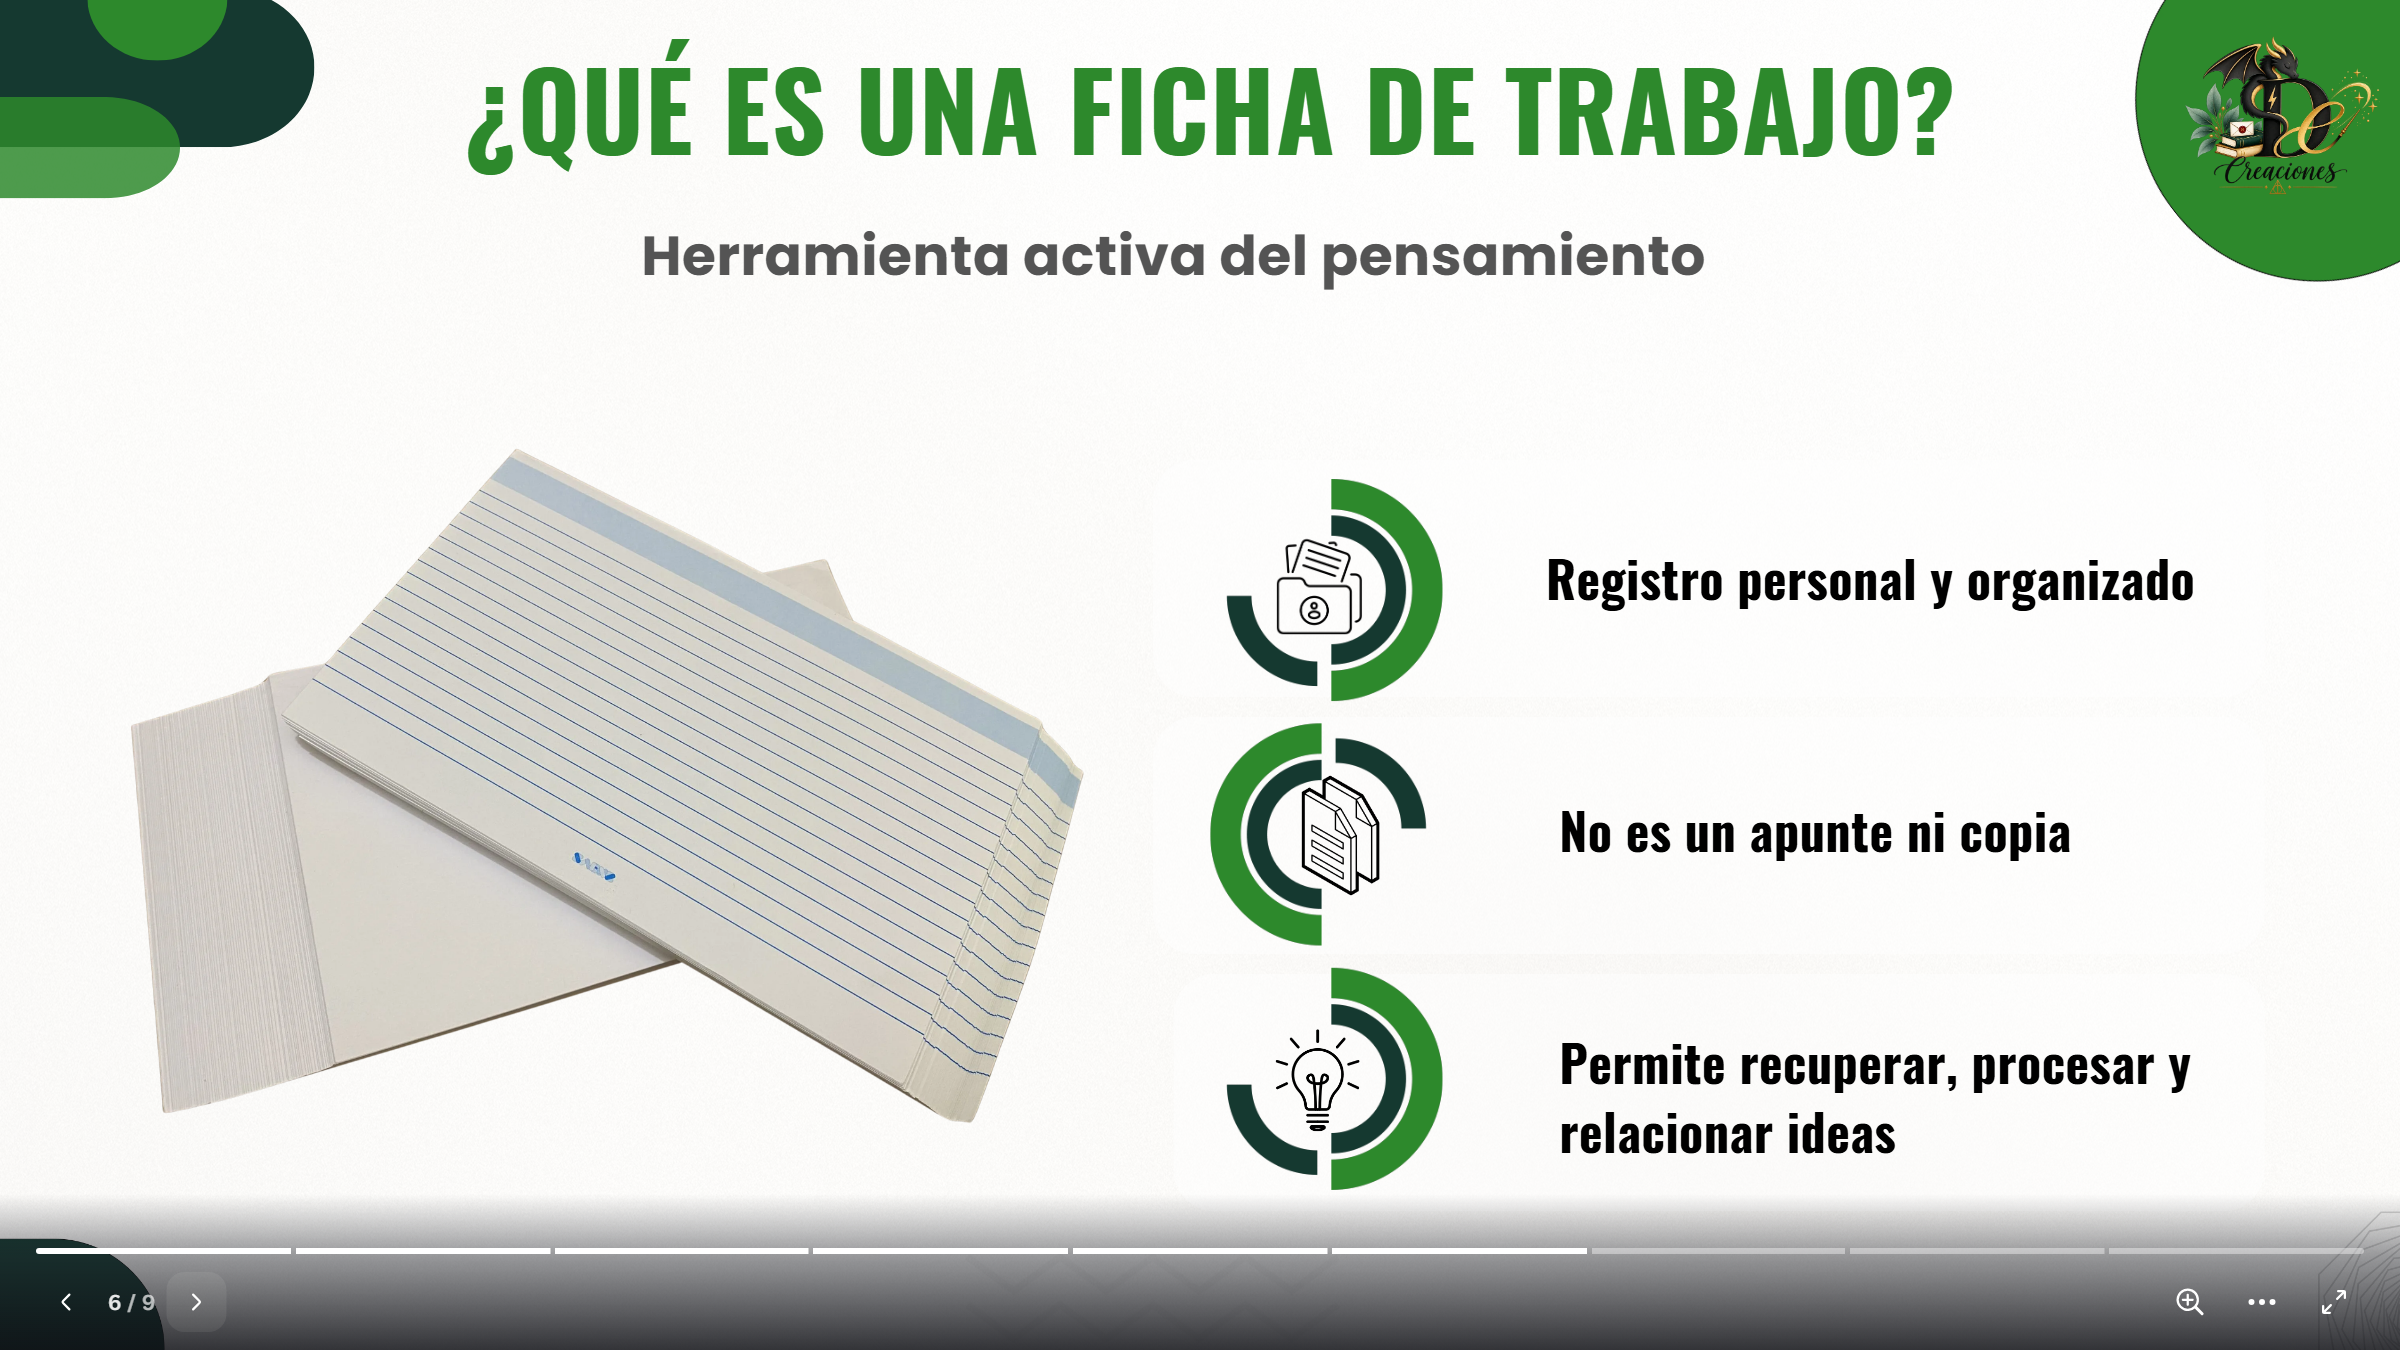 ¿QUÉ ES UNA FICHA DE TRABAJO?
Creaciones
Herramienta activa del pensamiento
Registro personal y organizado
No es un apunte ni copia
Permite recuperar, procesar y
relacionar ideas
6 / 9